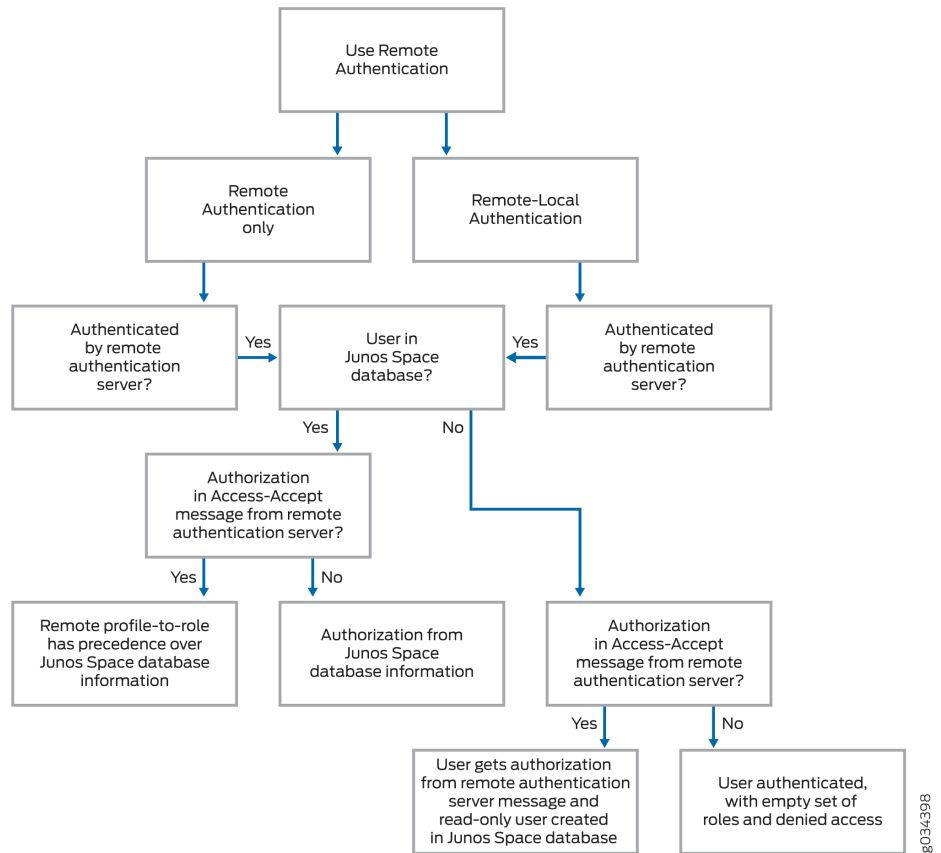 Use Remote
Authentication
Remote
Authentication
only
Remote-Local
Authentication
Authenticated
by remote
authentication
server?
Yes
User in
Junos Space
database?
Yes
Authenticated
by remote
authentication
server?
Yes
No
Authorization
in Access-Accept
message from remote
authentication server?
Yes
No
Remote profile-to-role
has precedence over
Junos Space database
information
Authorization from
Junos Space
database information
Authorization
in Access-Accept
message from remote
authentication server?
Yes
No
User gets authorization
from remote authentication
server message and
read-only user created
in Junos Space database
User authenticated,
with empty set of
roles and denied access
g034398